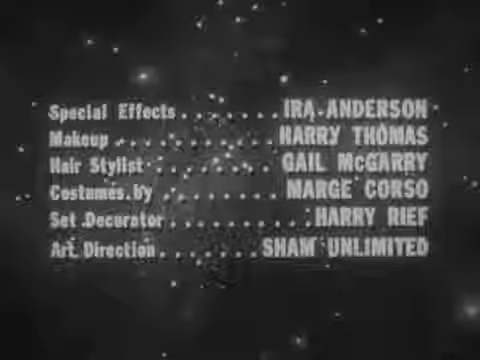 Special Effects.......IRA ANDERSON
Makeup..........HARRY THOMAS
Hair Stylist........GAIL McGARRY
Costumes by........MARGE CORSO
Set Decorator..........HARRY RIEF
Art Direction.......SHAM UNLIMITED